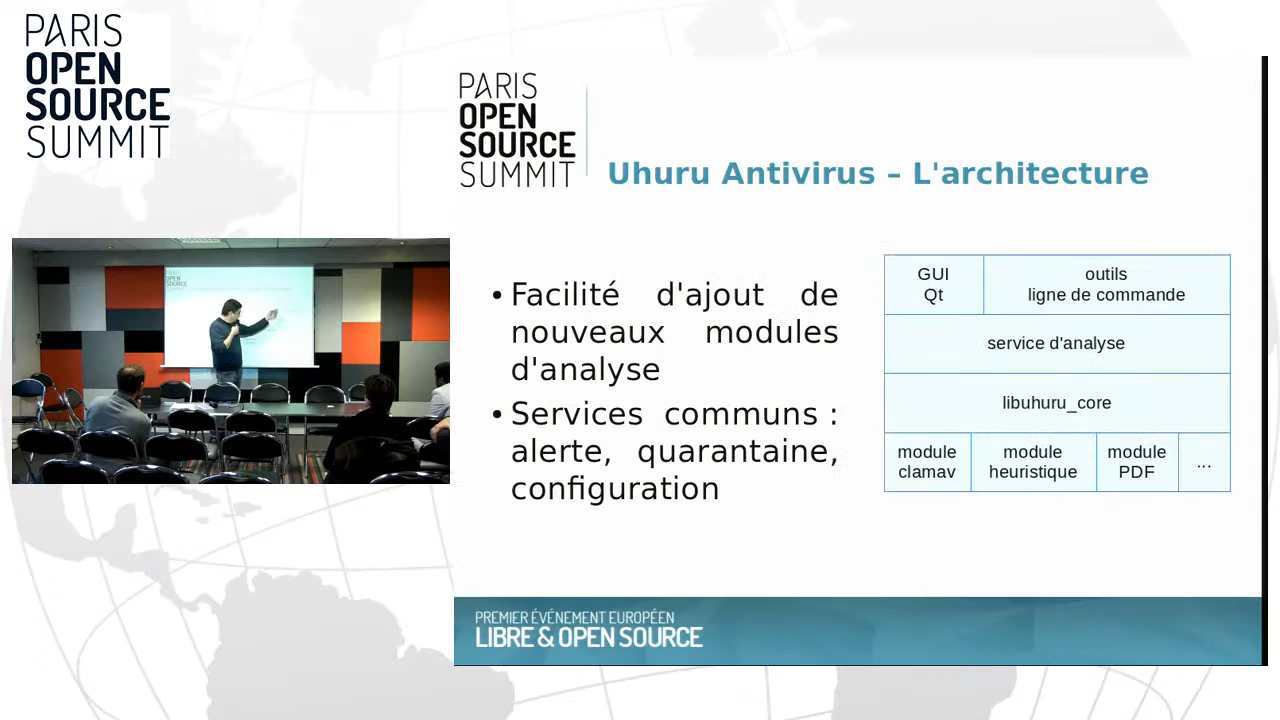 PARIS
OPEN
SOURCE
SUMMIT
PARIS
OPEN
SOURCE
SUMMIT
Uhuru Antivirus – L'architecture
• Facilité d'ajout de
nouveaux modules
d'analyse
• Services communs :
alerte, quarantaine,
configuration
GUI
Qt
outils
ligne de commande
service d'analyse
libuhuru_core
module
clamav
module
heuristique
module
PDF
...
PREMIER ÉVÉNEMENT EUROPÉEN
LIBRE & OPEN SOURCE